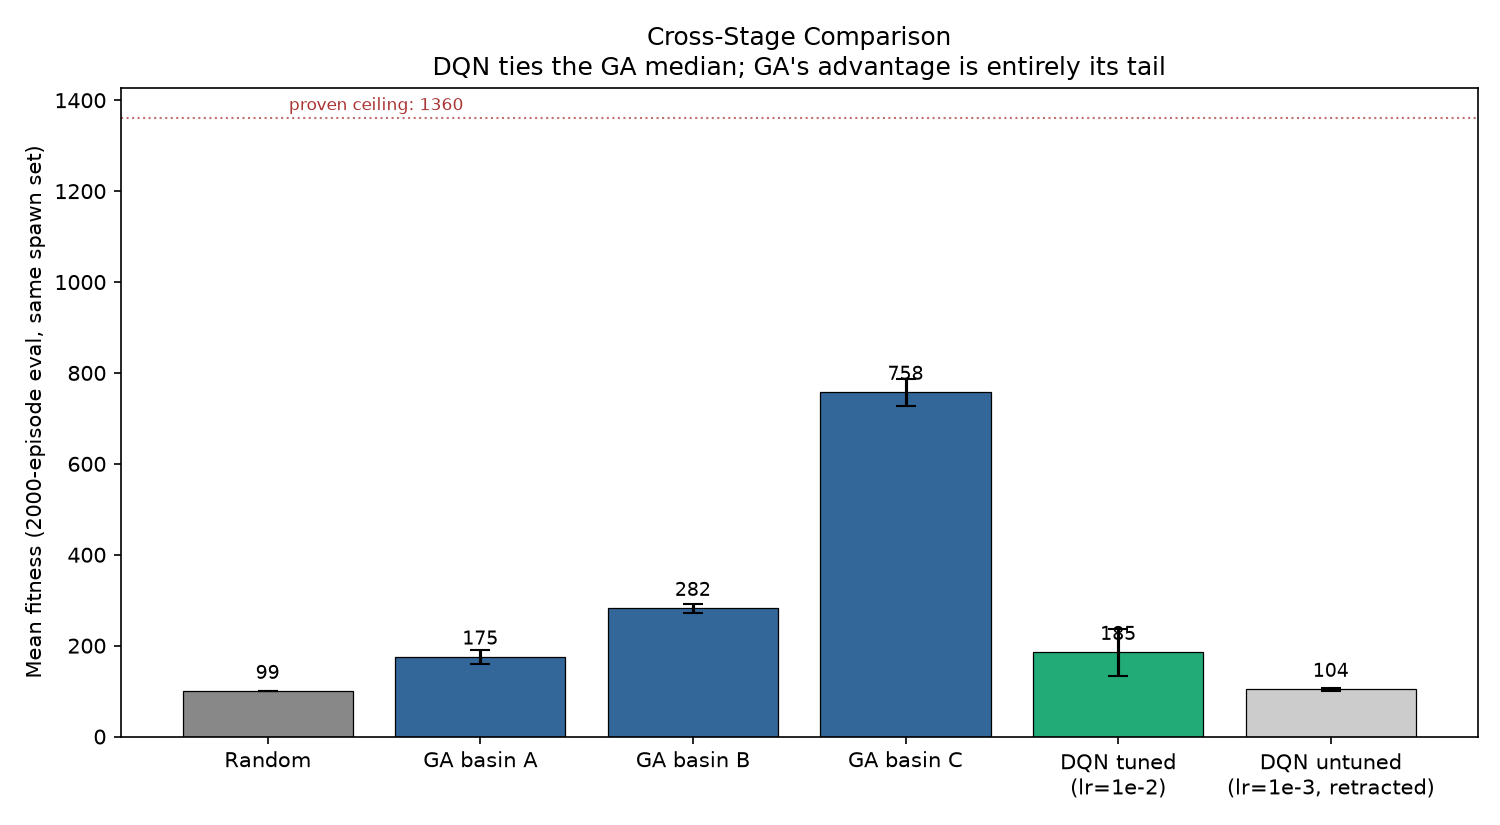 Cross-Stage Comparison
DQN ties the GA median; GA's advantage is entirely its tail
Mean fitness (2000-episode eval, same spawn set)
1400
1200
1000
800
600
400
200
0
proven ceiling: 1360
99
175
282
758
185
104
Random
GA basin A
GA basin B
GA basin C
DQN tuned
(lr=1e-2)
DQN untuned
(lr=1e-3, retracted)